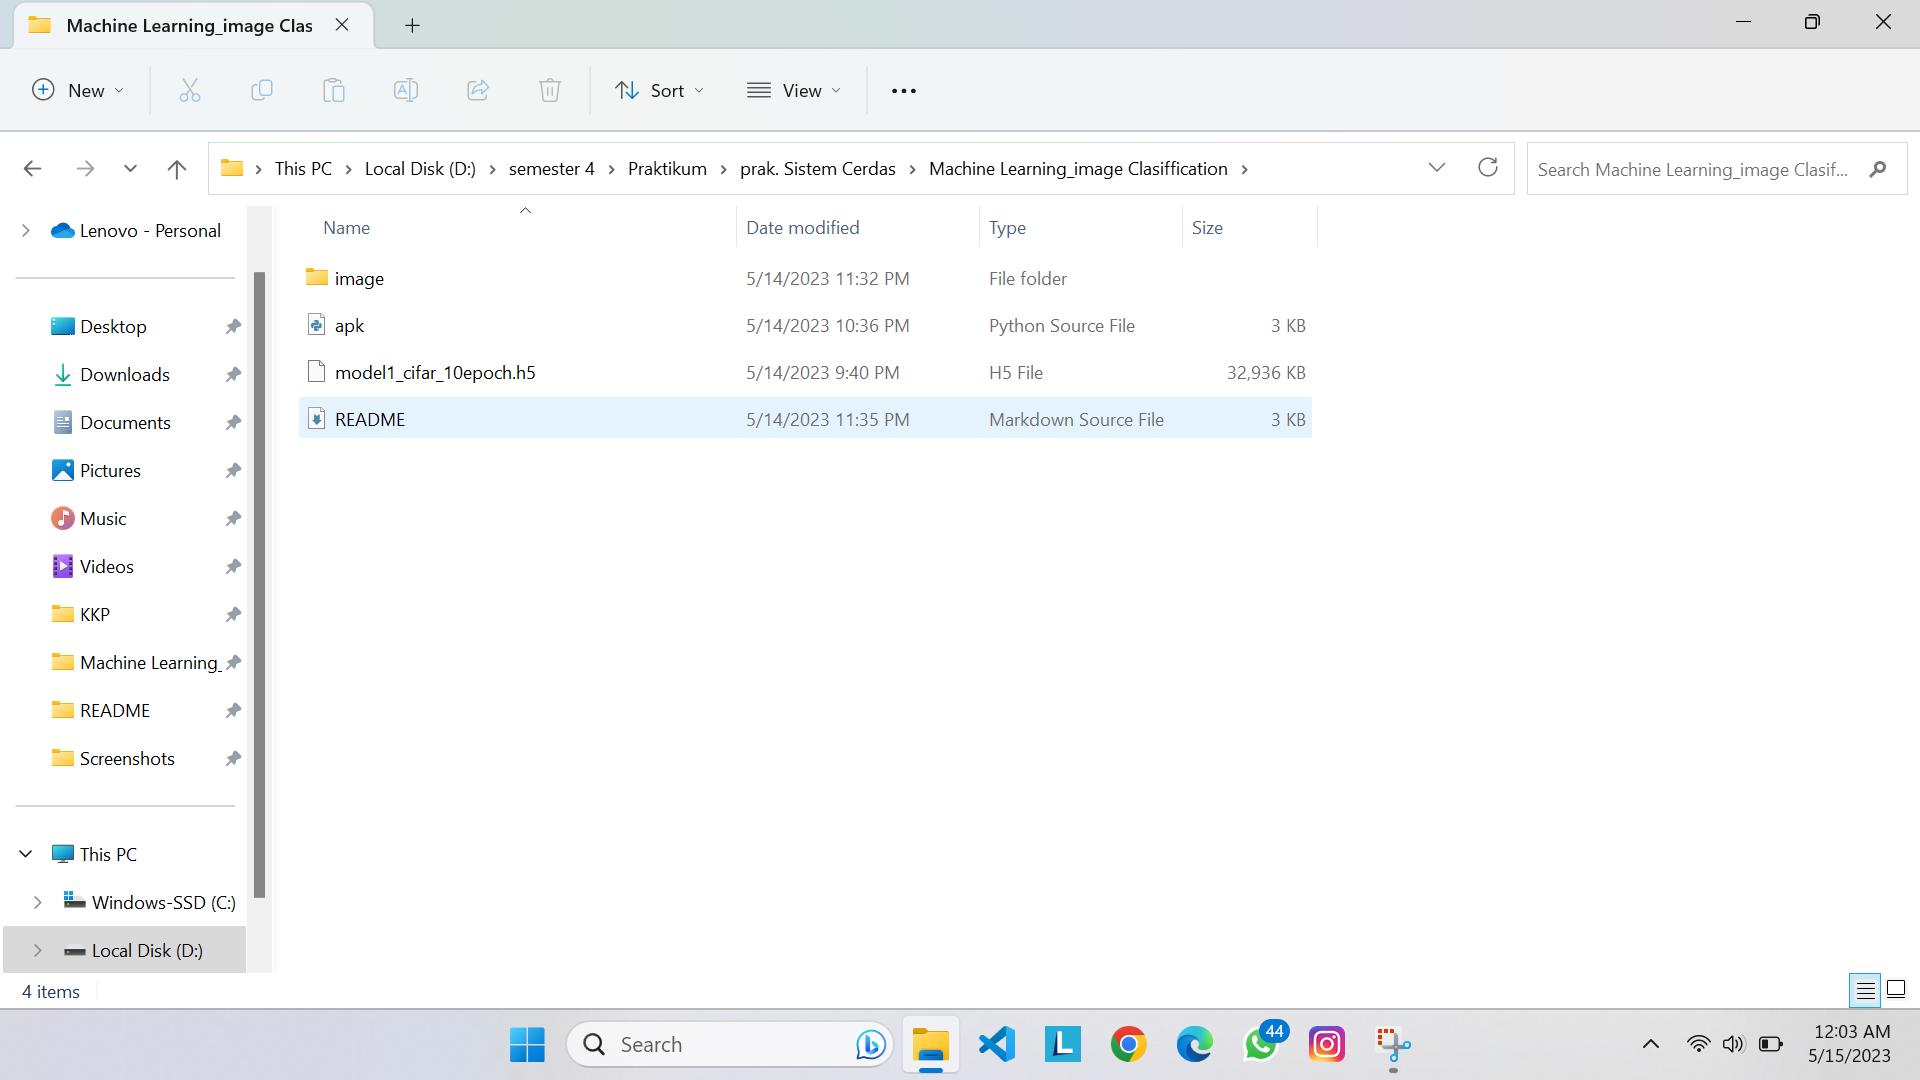 Machine Learning_image Clas
New
Sort
View
This PC
Local Disk (D:)
semester 4
Praktikum
prak. Sistem Cerdas
Machine Learning_image Clasiffication
Search Machine Learning_image Clasif...
Lenovo - Personal
Desktop
Downloads
Documents
Pictures
Music
Videos
KKP
Machine Learning_
README
Screenshots
This PC
Windows-SSD (C:)
Local Disk (D:)
Name Date modified Type Size
image 5/14/2023 11:32 PM File folder
apk 5/14/2023 10:36 PM Python Source File 3 KB
model1_cifar_10epoch.h5 5/14/2023 9:40 PM H5 File 32,936 KB
README 5/14/2023 11:35 PM Markdown Source File 3 KB
4 items
Search
L
44
12:03 AM
5/15/2023